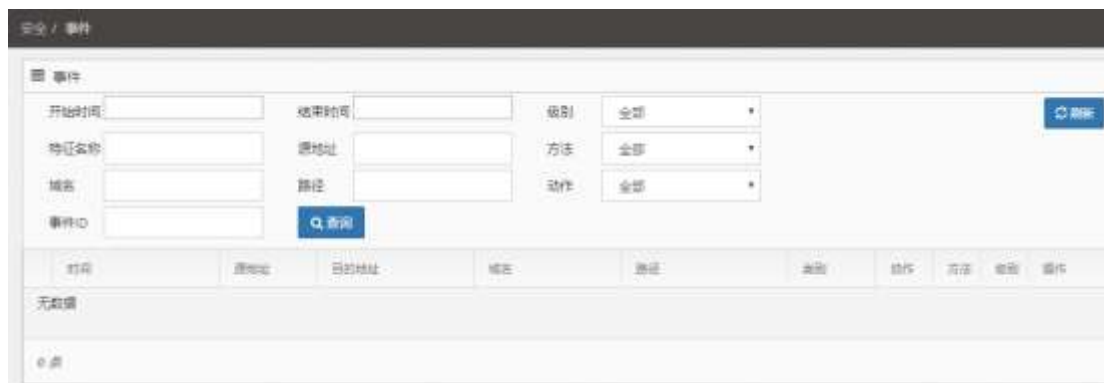 安全 / 事件
事件
开始时间 结束时间 级别 全部 刷新
特征名称 源地址 方法 全部
域名 路径 动作 全部
事件ID 查询
时间 源地址 目的地址 域名 路径 类别 动作 方法 级别 操作
无数据
0 点